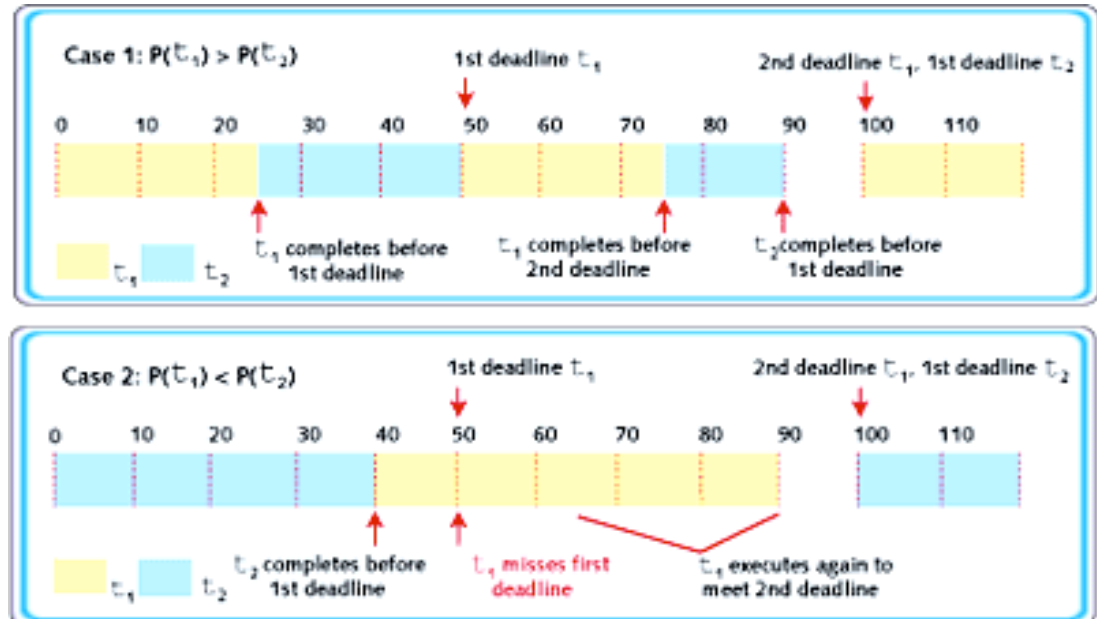 Case 1: P(t₁) > P(t₂)
1st deadline t₁
2nd deadline t₁, 1st deadline t₂
0 10 20 30 40 50 60 70 80 90 100 110
t₁ completes before
1st deadline
t₁ completes before
2nd deadline
t₂ completes before
1st deadline
t₁ t₂
Case 2: P(t₁) < P(t₂)
1st deadline t₁
2nd deadline t₁, 1st deadline t₂
0 10 20 30 40 50 60 70 80 90 100 110
t₂ completes before
1st deadline
t₁ misses first
deadline
t₁ executes again to
meet 2nd deadline
t₁ t₂